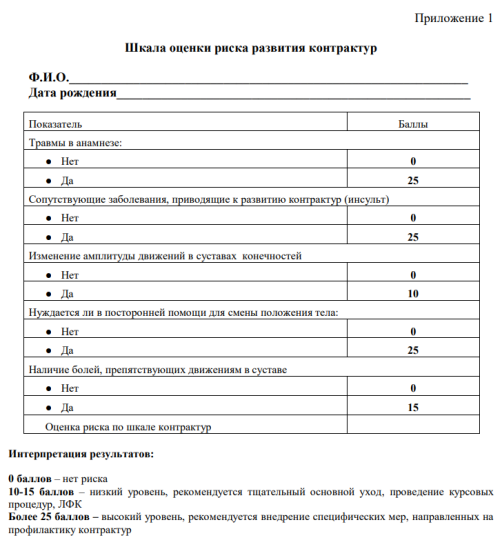 Приложение 1
Шкала оценки риска развития контрактур
Ф.И.О.____________________________________________________________
Дата рождения_____________________________________________________
Показатель Баллы
Травмы в анамнезе:
● Нет 0
● Да 25
Сопутствующие заболевания, приводящие к развитию контрактур (инсульт)
● Нет 0
● Да 25
Изменение амплитуды движений в суставах конечностей
● Нет 0
● Да 10
Нуждается ли в посторонней помощи для смены положения тела:
● Нет 0
● Да 25
Наличие болей, препятствующих движениям в суставе
● Нет 0
● Да 15
Оценка риска по шкале контрактур
Интерпретация результатов:
0 баллов – нет риска
10-15 баллов – низкий уровень, рекомендуется тщательный основной уход, проведение курсовых
процедур, ЛФК
Более 25 баллов – высокий уровень, рекомендуется внедрение специфических мер, направленных на
профилактику контрактур